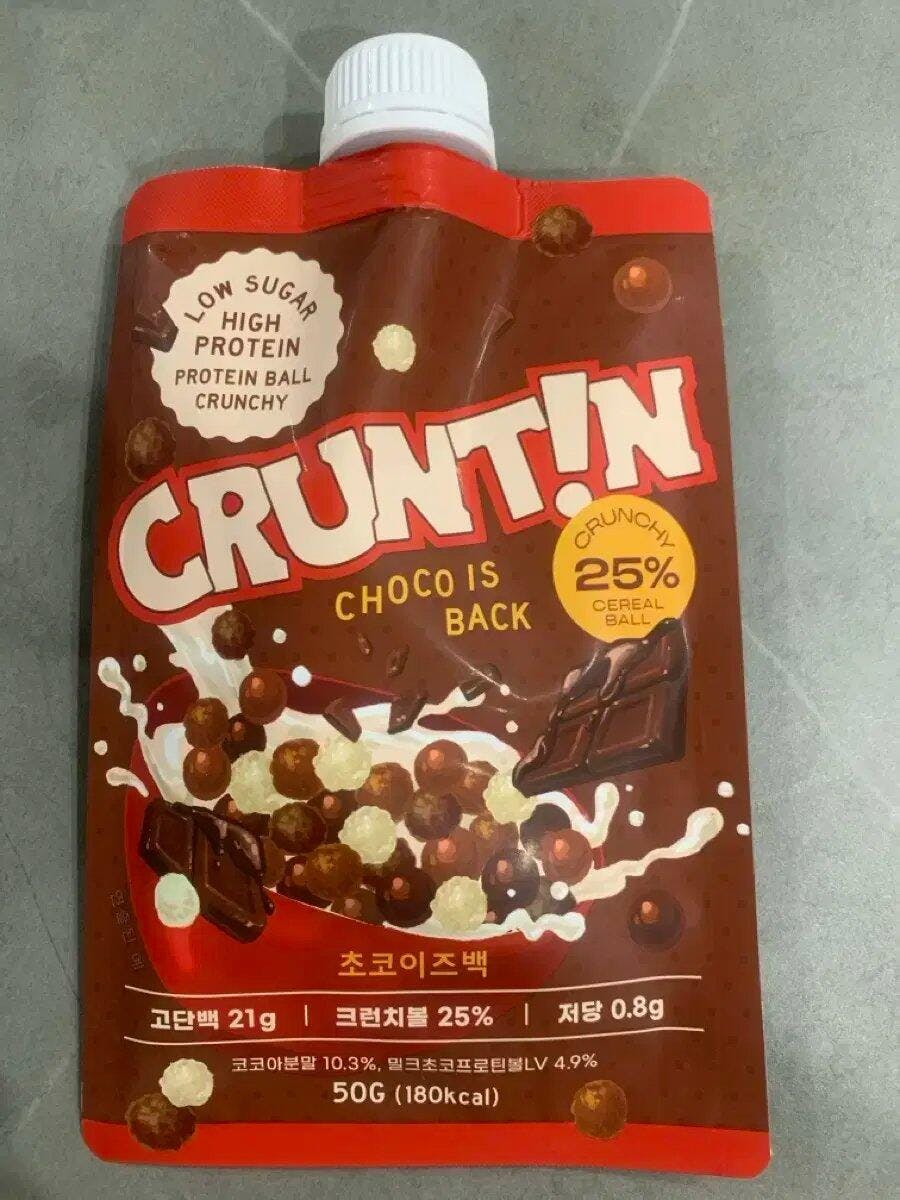 LOW SUGAR
HIGH
PROTEIN
PROTEIN BALL
CRUNCHY
CRUNT!N
CHOCO IS
BACK
CRUNCHY
25%
CEREAL
BALL
초코이즈백
고단백 21g | 크런치볼 25% | 저당 0.8g
코코아분말 10.3%, 밀크초코프로틴볼LV 4.9%
50G (180kcal)